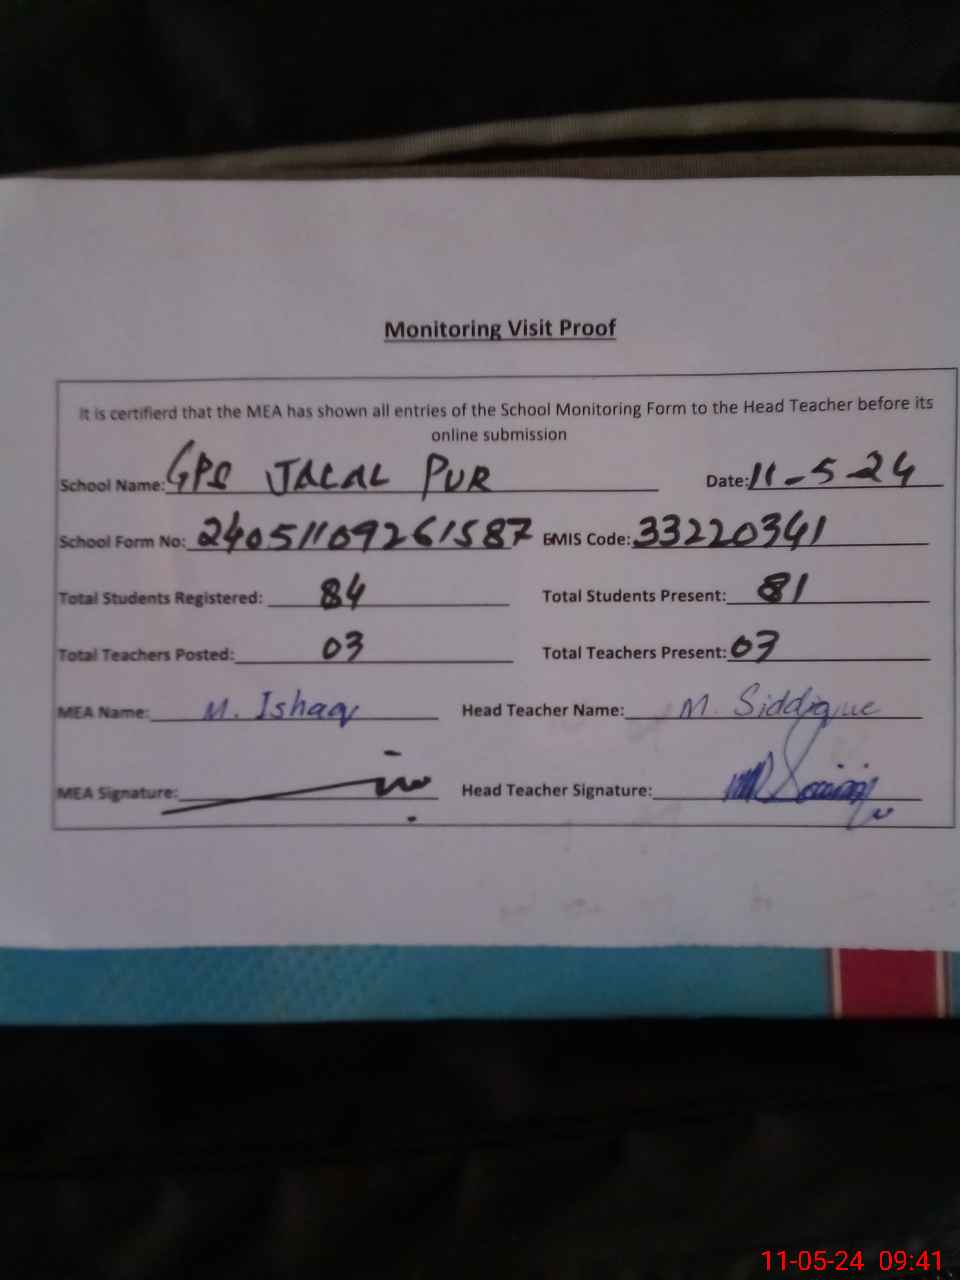 Monitoring Visit Proof
It is certifierd that the MEA has shown all entries of the School Monitoring Form to the Head Teacher before its
online submission
School Name: GPS JALAL PUR Date: 11-5-24
School Form No: 24051109261587 EMIS Code: 33220341
Total Students Registered: 84 Total Students Present: 81
Total Teachers Posted: 03 Total Teachers Present: 03
MEA Name: M. Ishaq Head Teacher Name: M. Siddique
MEA Signature: Head Teacher Signature:
11-05-24 09:41